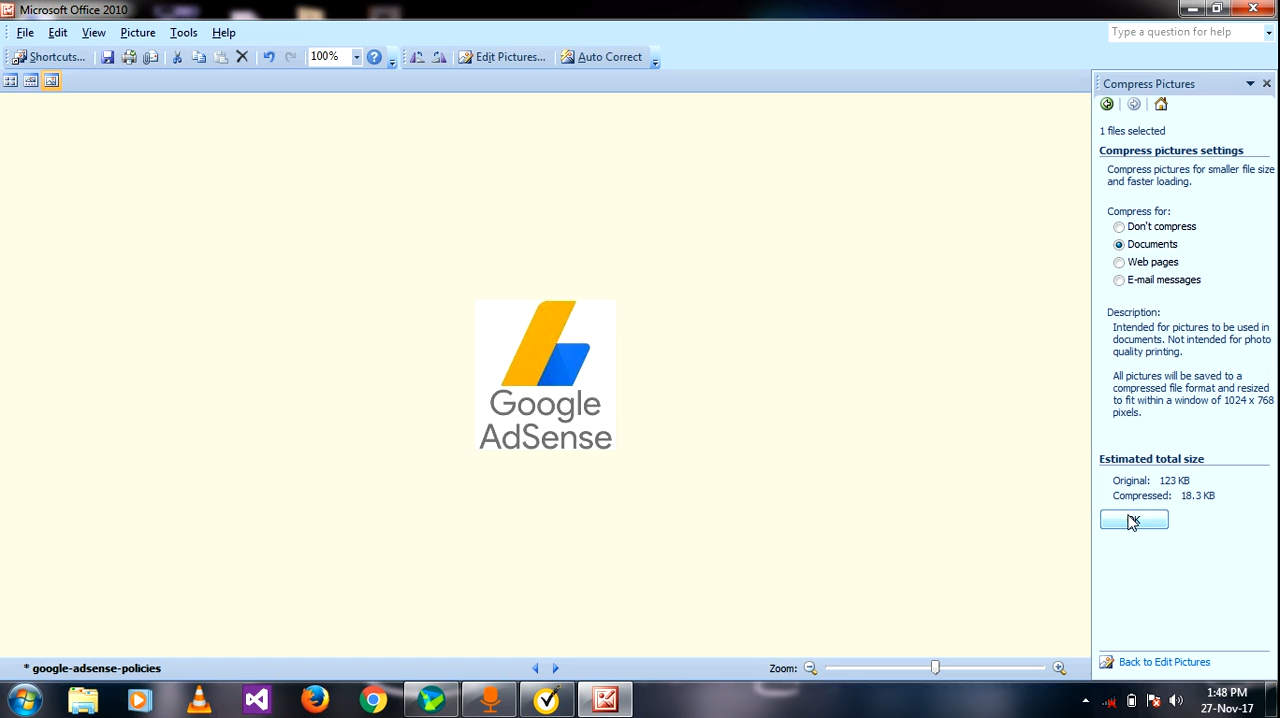 Microsoft Office 2010
File Edit View Picture Tools Help
Type a question for help
Shortcuts... 100% Edit Pictures... Auto Correct
Compress Pictures
1 files selected
Compress pictures settings
Compress pictures for smaller file size
and faster loading.
Compress for:
Don't compress
Documents
Web pages
E-mail messages
Description:
Intended for pictures to be used in
documents. Not intended for photo
quality printing.
All pictures will be saved to a
compressed file format and resized
to fit within a window of 1024 x 768
pixels.
Google
AdSense
Estimated total size
Original: 123 KB
Compressed: 18.3 KB
Back to Edit Pictures
* google-adsense-policies
Zoom:
1:48 PM
27-Nov-17